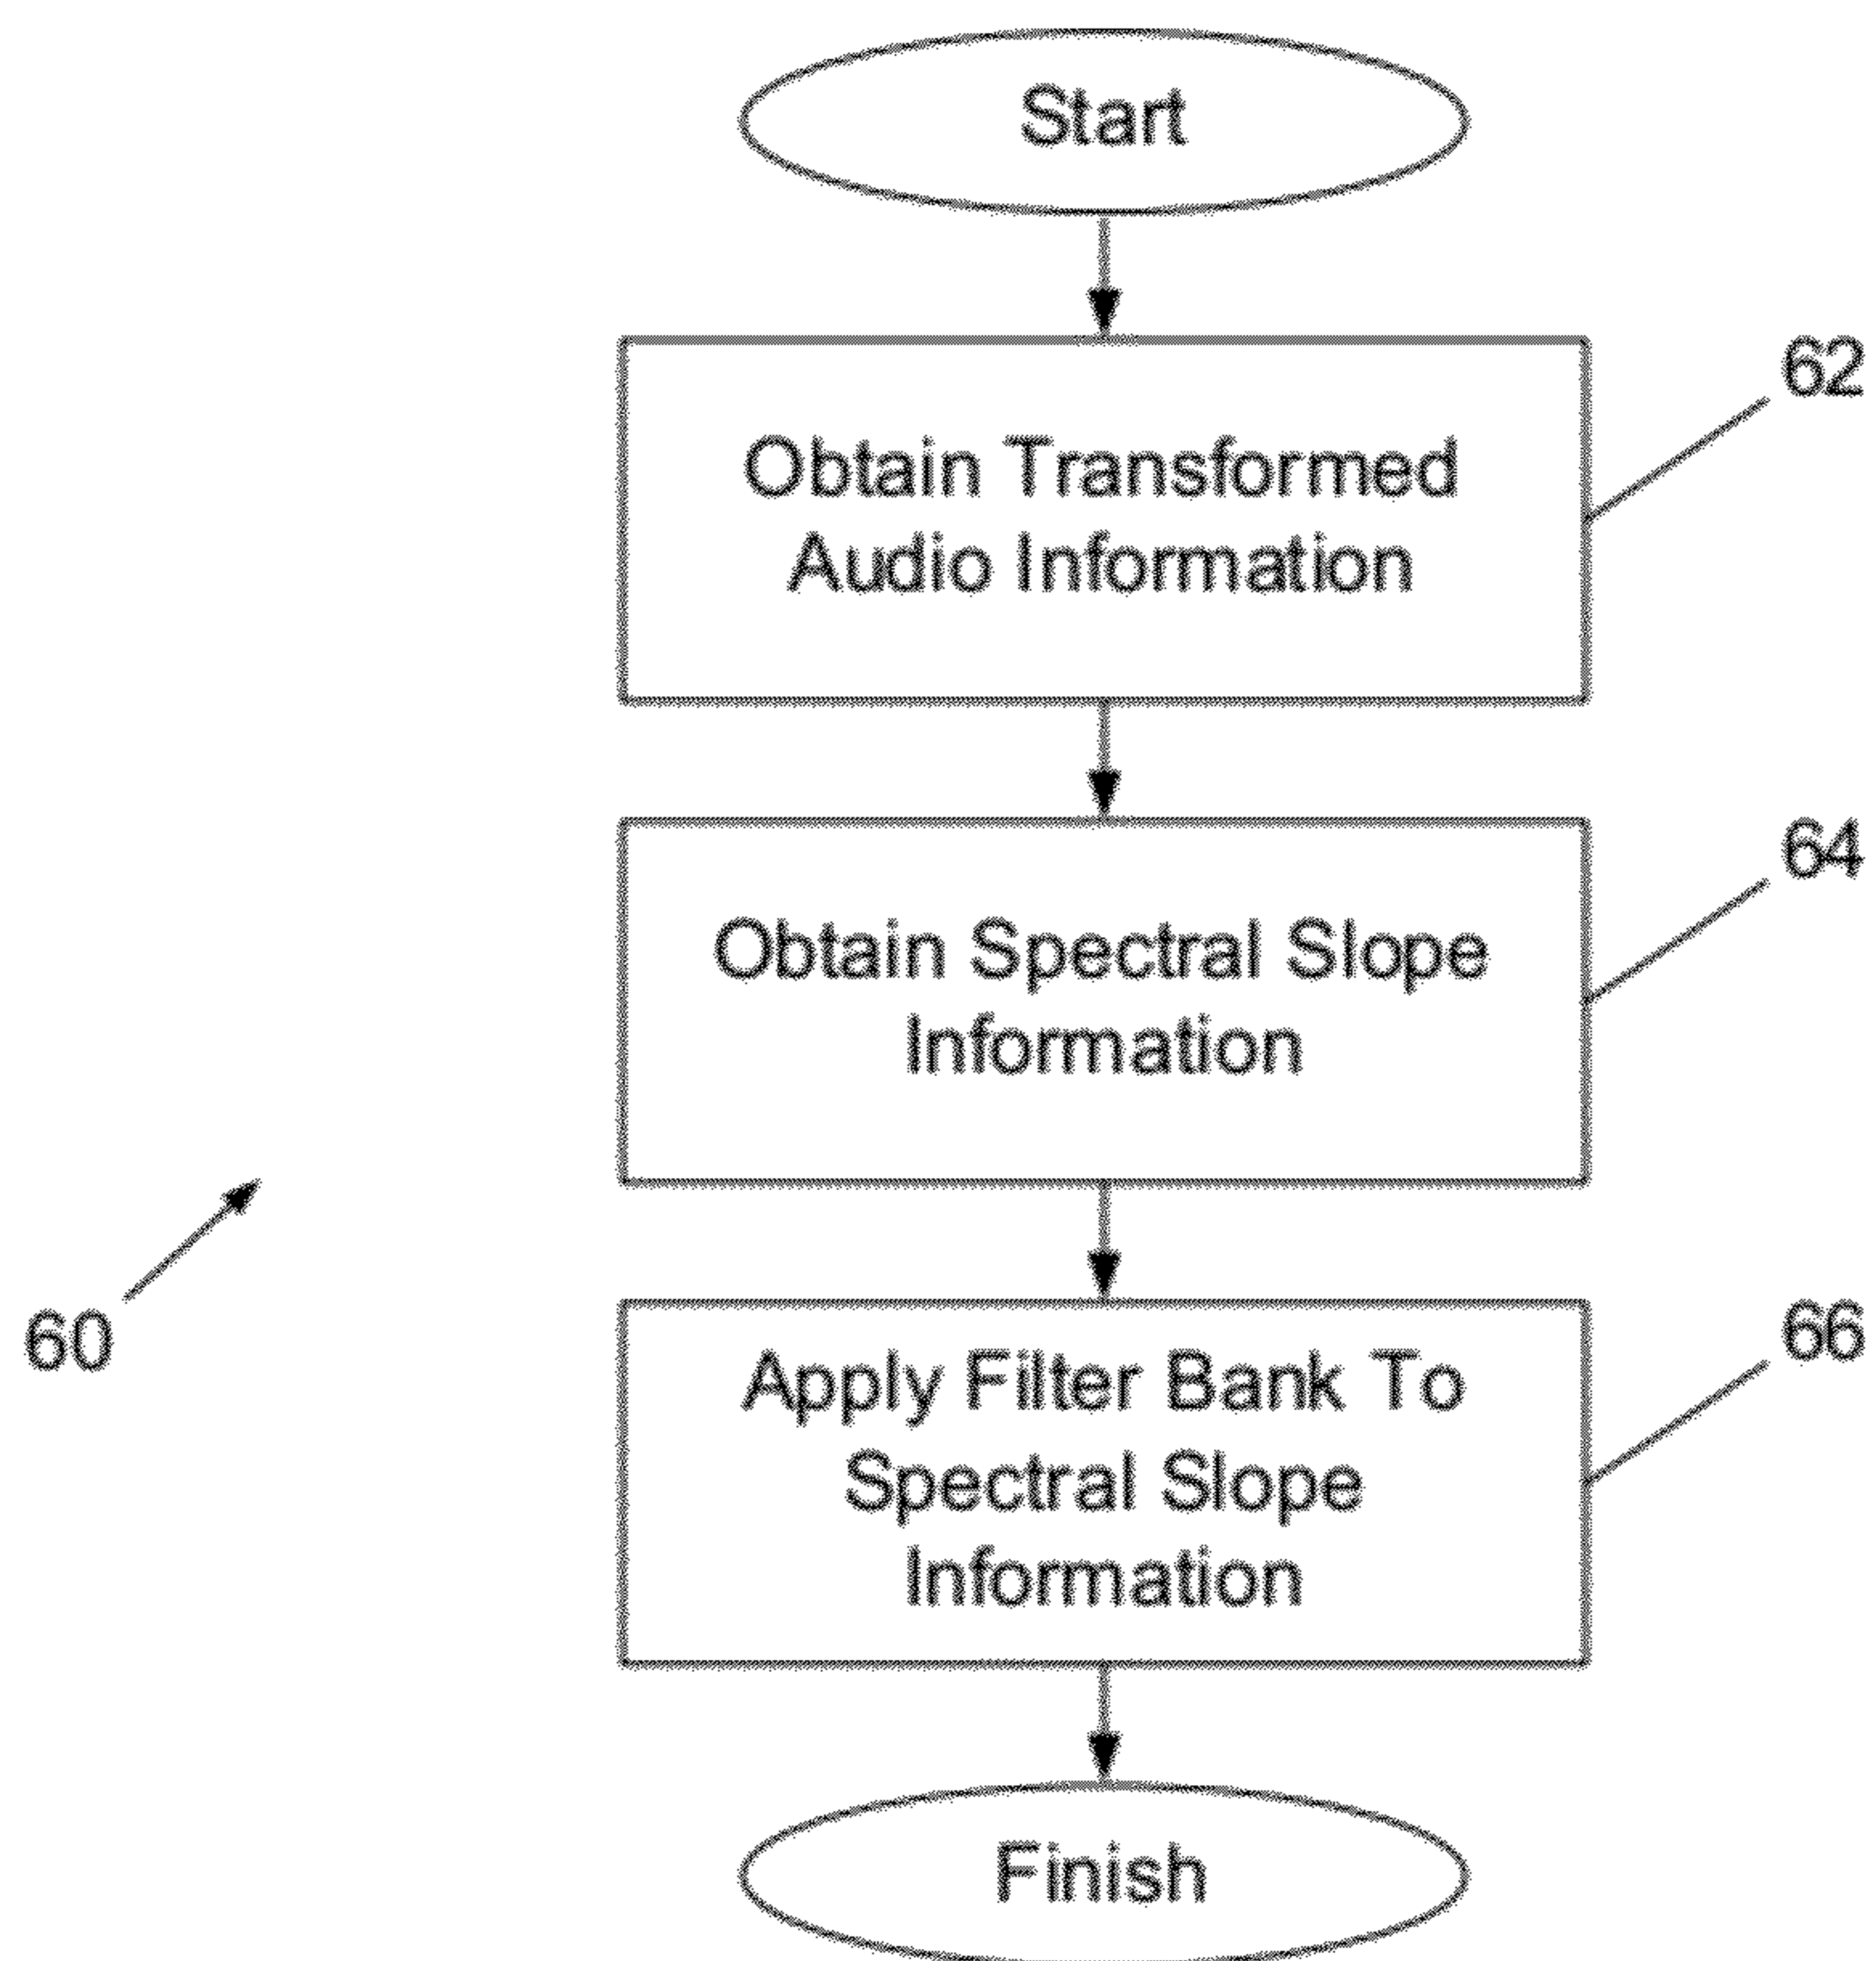 Start
62
Obtain Transformed
Audio Information
64
Obtain Spectral Slope
Information
60
66
Apply Filter Bank To
Spectral Slope
Information
Finish